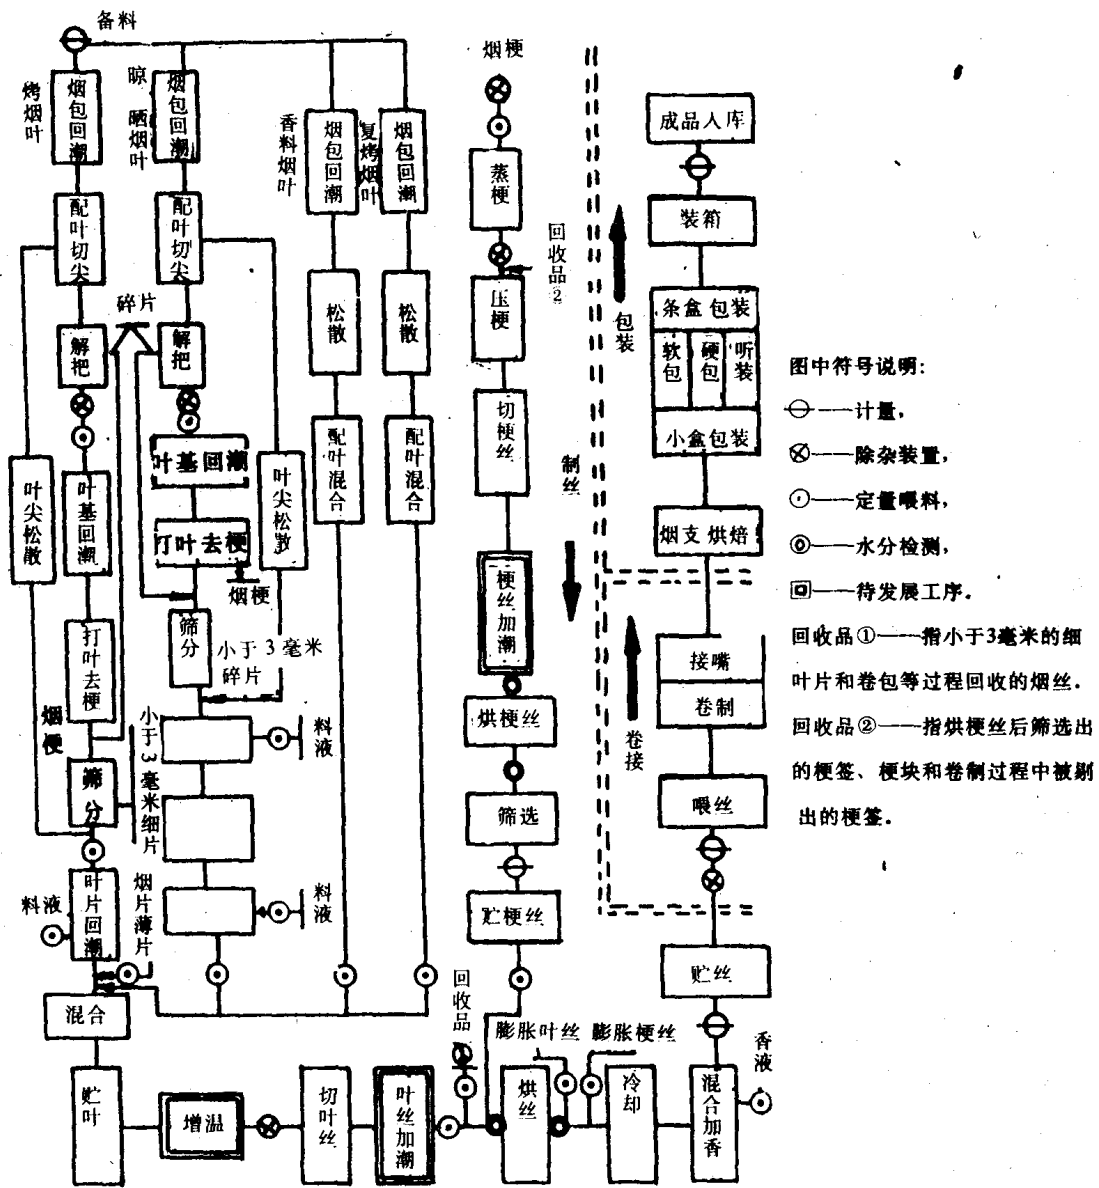 备料
烤烟叶
烟包回潮
配叶切尖
解把
叶尖松散
叶基回潮
打叶去梗
烟梗
筛分
小于3毫米细片
料液
叶片回潮
烟片薄片
混合
贮叶
晾 晒烟叶
烟包回潮
配叶切尖
碎片
解把
叶基回潮
打叶去梗
烟梗
叶尖松散
筛分
小于3毫米
碎片
料液
料液
香料烟叶
烟包回潮
松散
配叶混合
复烤烟叶
烟包回潮
松散
配叶混合
烟梗
蒸梗
回收品2
压梗
切梗丝
梗丝加潮
烘梗丝
筛选
贮梗丝
增温
切叶丝
叶丝加潮
回收品
烘丝
膨胀叶丝
膨胀梗丝
冷却
混合加香
香液
贮丝
制丝
喂丝
卷制
接嘴
卷接
烟支烘焙
小盒包装
软包
硬包
听装
条盒包装
包装
装箱
成品入库
图中符号说明:
——计量,
——除杂装置,
——定量喂料,
——水分检测,
——待发展工序.
回收品①——指小于3毫米的细
叶片和卷包等过程回收的烟丝.
回收品②——指烘梗丝后筛选出
的梗签、梗块和卷制过程中被剔
出的梗签.